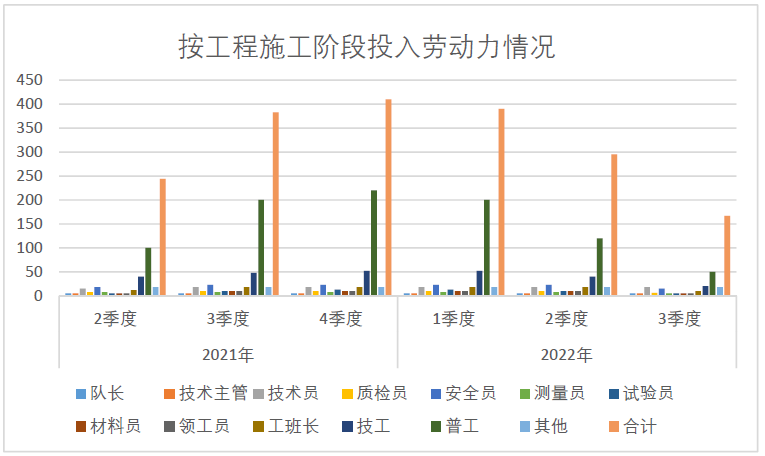 按工程施工阶段投入劳动力情况
450
400
350
300
250
200
150
100
50
0
2季度 3季度 4季度 1季度 2季度 3季度
2021年 2022年
队长 技术主管 技术员 质检员 安全员 测量员 试验员
材料员 领工员 工班长 技工 普工 其他 合计